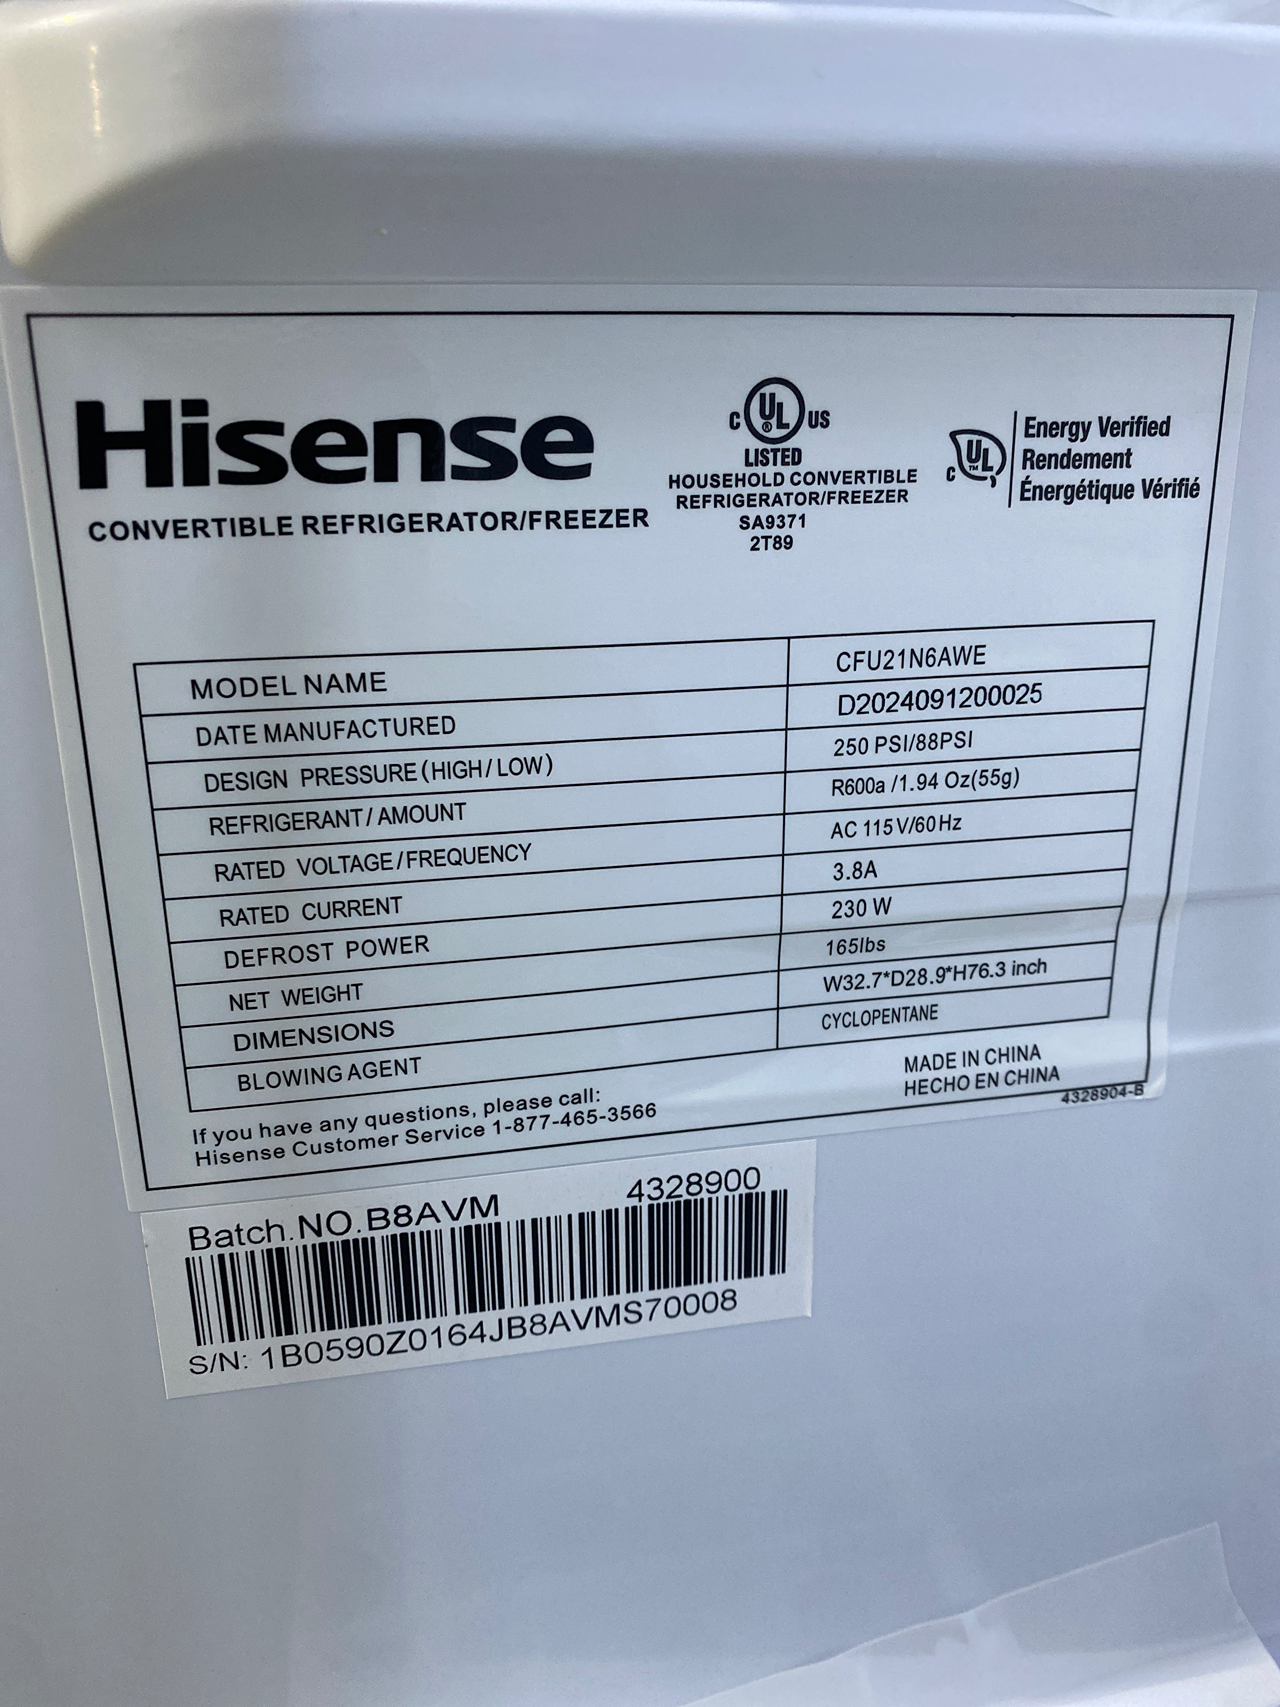 Hisense
CONVERTIBLE REFRIGERATOR/FREEZER
C UL ® US
LISTED
HOUSEHOLD CONVERTIBLE
REFRIGERATOR/FREEZER
SA9371
2T89
C UL ™
Energy Verified
Rendement
Énergétique Vérifié
MODEL NAME CFU21N6AWE
DATE MANUFACTURED D2024091200025
DESIGN PRESSURE (HIGH/LOW) 250 PSI/88PSI
REFRIGERANT/AMOUNT R600a /1.94 Oz(55g)
RATED VOLTAGE/FREQUENCY AC 115V/60Hz
RATED CURRENT 3.8A
DEFROST POWER 230 W
NET WEIGHT 165lbs
DIMENSIONS W32.7*D28.9*H76.3 inch
BLOWING AGENT CYCLOPENTANE
If you have any questions, please call:
Hisense Customer Service 1-877-465-3566
MADE IN CHINA
HECHO EN CHINA
4328904-B
Batch.NO.B8AVM 4328900
S/N: 1B0590Z0164JB8AVMS70008